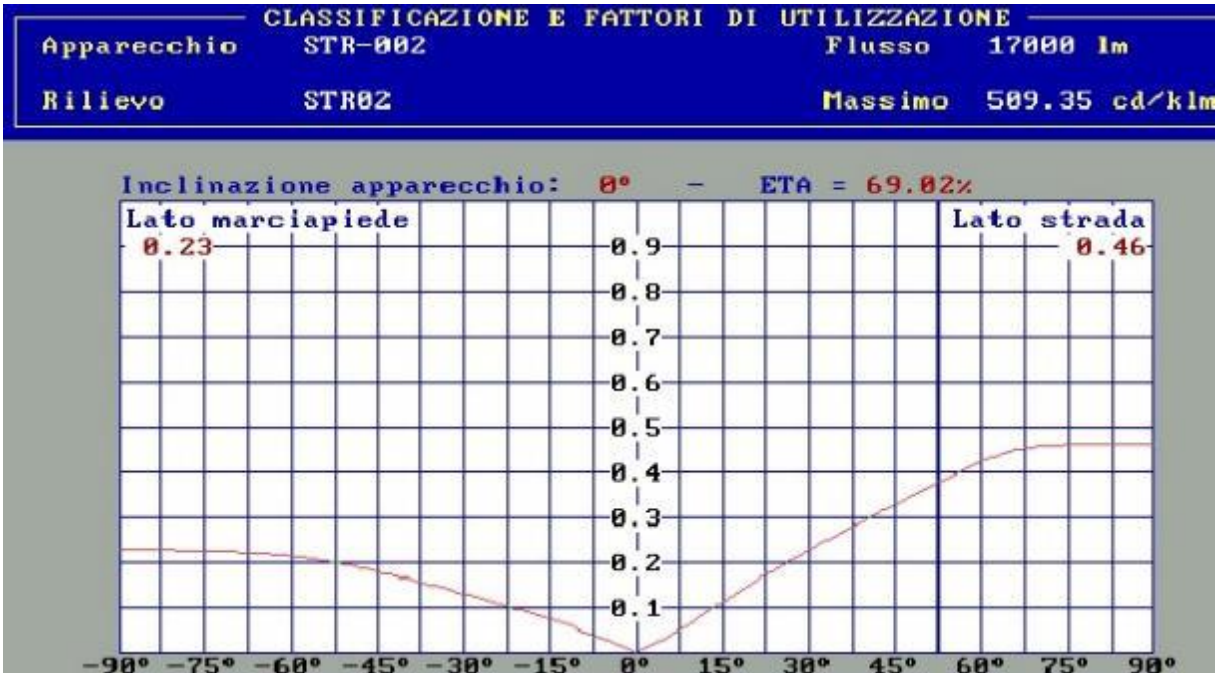 CLASSIFICAZIONE E FATTORI DI UTILIZZAZIONE
Apparecchio STR-002 Flusso 17000 lm
Rilievo STR02 Massimo 509.35 cd/klm
Inclinazione apparecchio: 0° - ETA = 69.02%
Lato marciapiede Lato strada
0.23 0.9 0.46
0.8
0.7
0.6
0.5
0.4
0.3
0.2
0.1
-90° -75° -60° -45° -30° -15° 0° 15° 30° 45° 60° 75° 90°